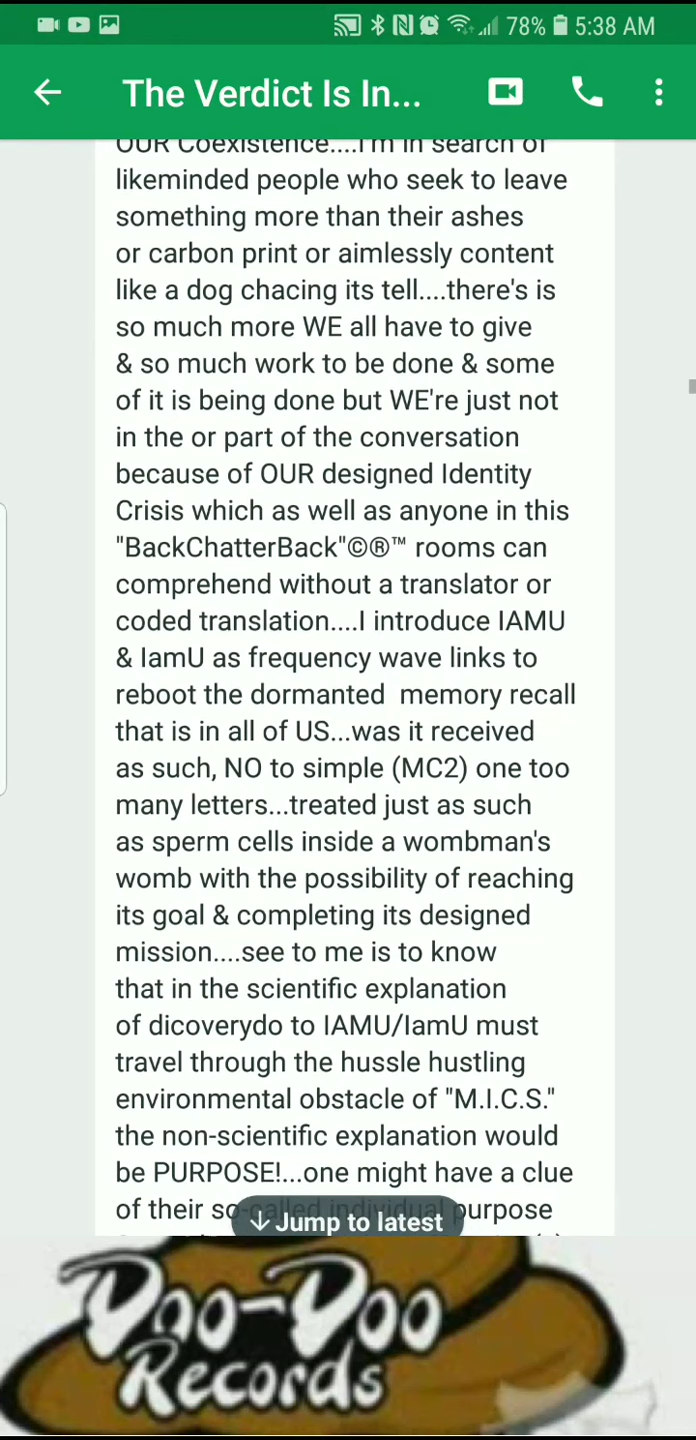 78% 5:38 AM
The Verdict Is In...
OUR Coexistence....I'm in search of
likeminded people who seek to leave
something more than their ashes
or carbon print or aimlessly content
like a dog chacing its tell....there's is
so much more WE all have to give
& so much work to be done & some
of it is being done but WE're just not
in the or part of the conversation
because of OUR designed Identity
Crisis which as well as anyone in this
"BackChatterBack"©®™ rooms can
comprehend without a translator or
coded translation....I introduce IAMU
& IamU as frequency wave links to
reboot the dormanted  memory recall
that is in all of US...was it received
as such, NO to simple (MC2) one too
many letters...treated just as such
as sperm cells inside a wombman's
womb with the possibility of reaching
its goal & completing its designed
mission....see to me is to know
that in the scientific explanation
of dicoverydo to IAMU/IamU must
travel through the hussle hustling
environmental obstacle of "M.I.C.S."
the non-scientific explanation would
be PURPOSE!...one might have a clue
of their so-called individual purpose
↓ Jump to latest
Doo-Doo
Records